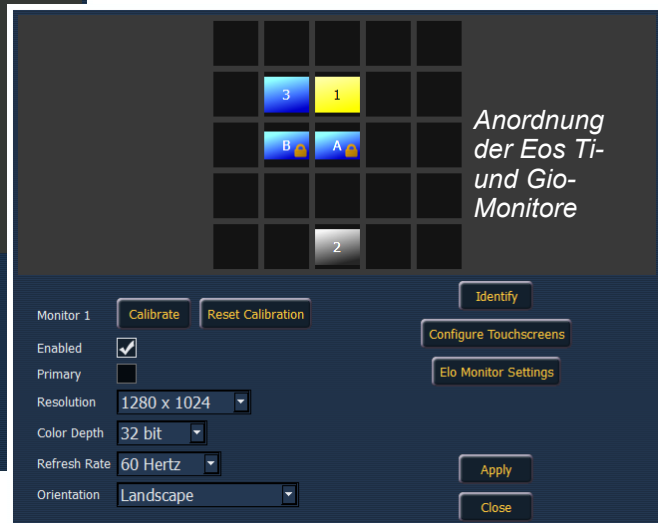 3 1
Anordnung
der Eos Ti-
und Gio-
Monitore
B A
2
Identify
Monitor 1 Calibrate Reset Calibration
Configure Touchscreens
Enabled
Primary
Elo Monitor Settings
Resolution 1280 x 1024
Color Depth 32 bit
Refresh Rate 60 Hertz
Apply
Orientation Landscape
Close